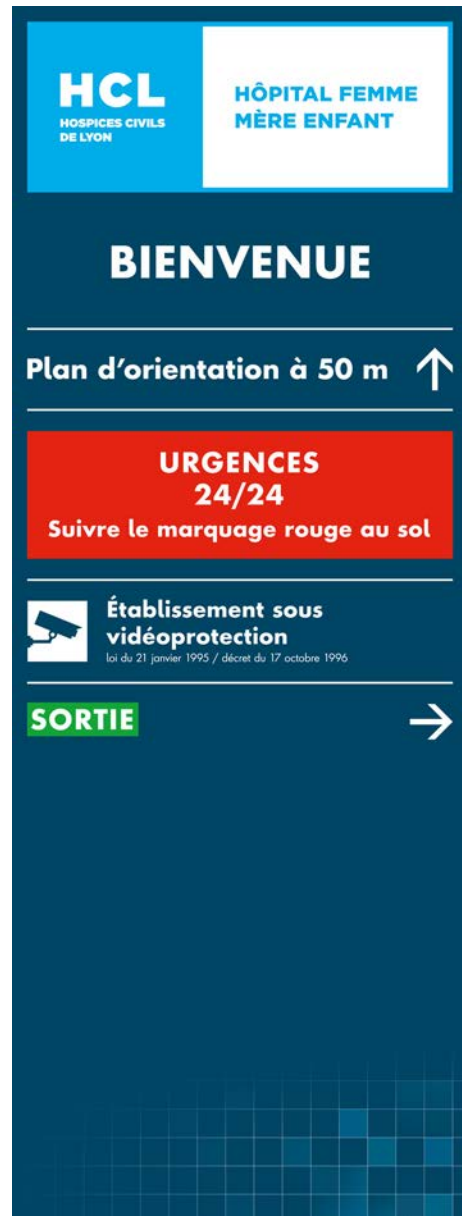 HCL
HOSPICES CIVILS
DE LYON
HÔPITAL FEMME
MÈRE ENFANT
BIENVENUE
Plan d'orientation à 50 m
URGENCES
24/24
Suivre le marquage rouge au sol
Établissement sous
vidéoprotection
loi du 21 janvier 1995 / décret du 17 octobre 1996
SORTIE